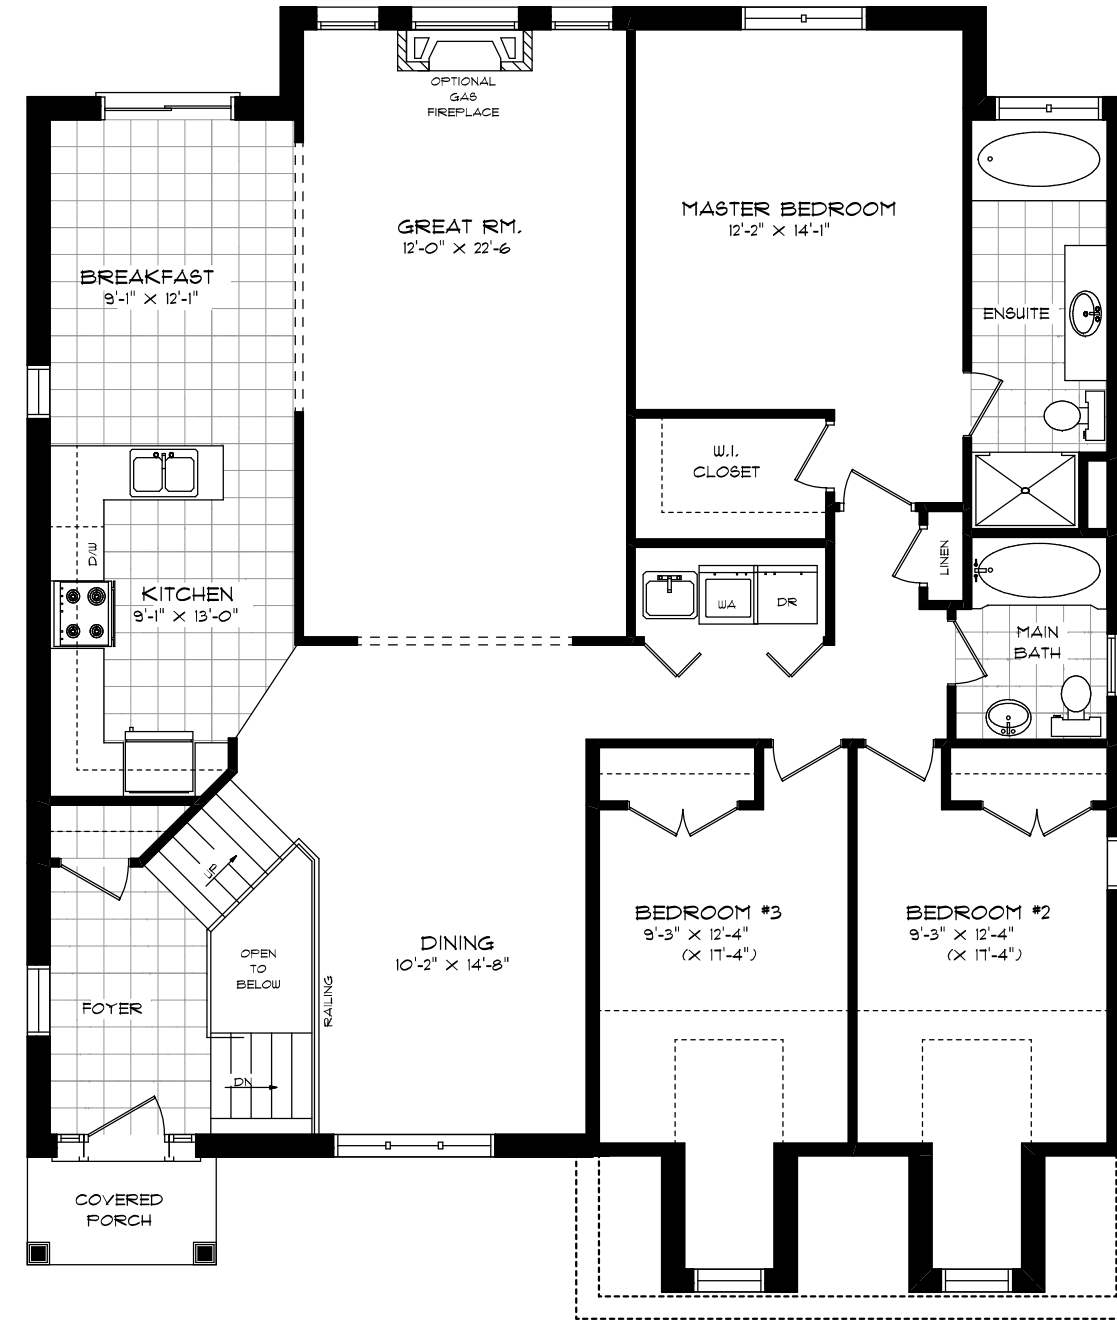 OPTIONAL
GAS
FIREPLACE
GREAT RM.
12'-0" X 22'-6
MASTER BEDROOM
12'-2" X 14'-1"
BREAKFAST
9'-1" X 12'-1"
ENSUITE
W.I.
CLOSET
D/W
KITCHEN
9'-1" X 13'-0"
LINEN
WA
DR
MAIN
BATH
UP
BEDROOM #3
9'-3" X 12'-4"
(X 17'-4")
BEDROOM #2
9'-3" X 12'-4"
(X 17'-4")
DINING
10'-2" X 14'-8"
OPEN
TO
BELOW
RAILING
FOYER
DN
COVERED
PORCH